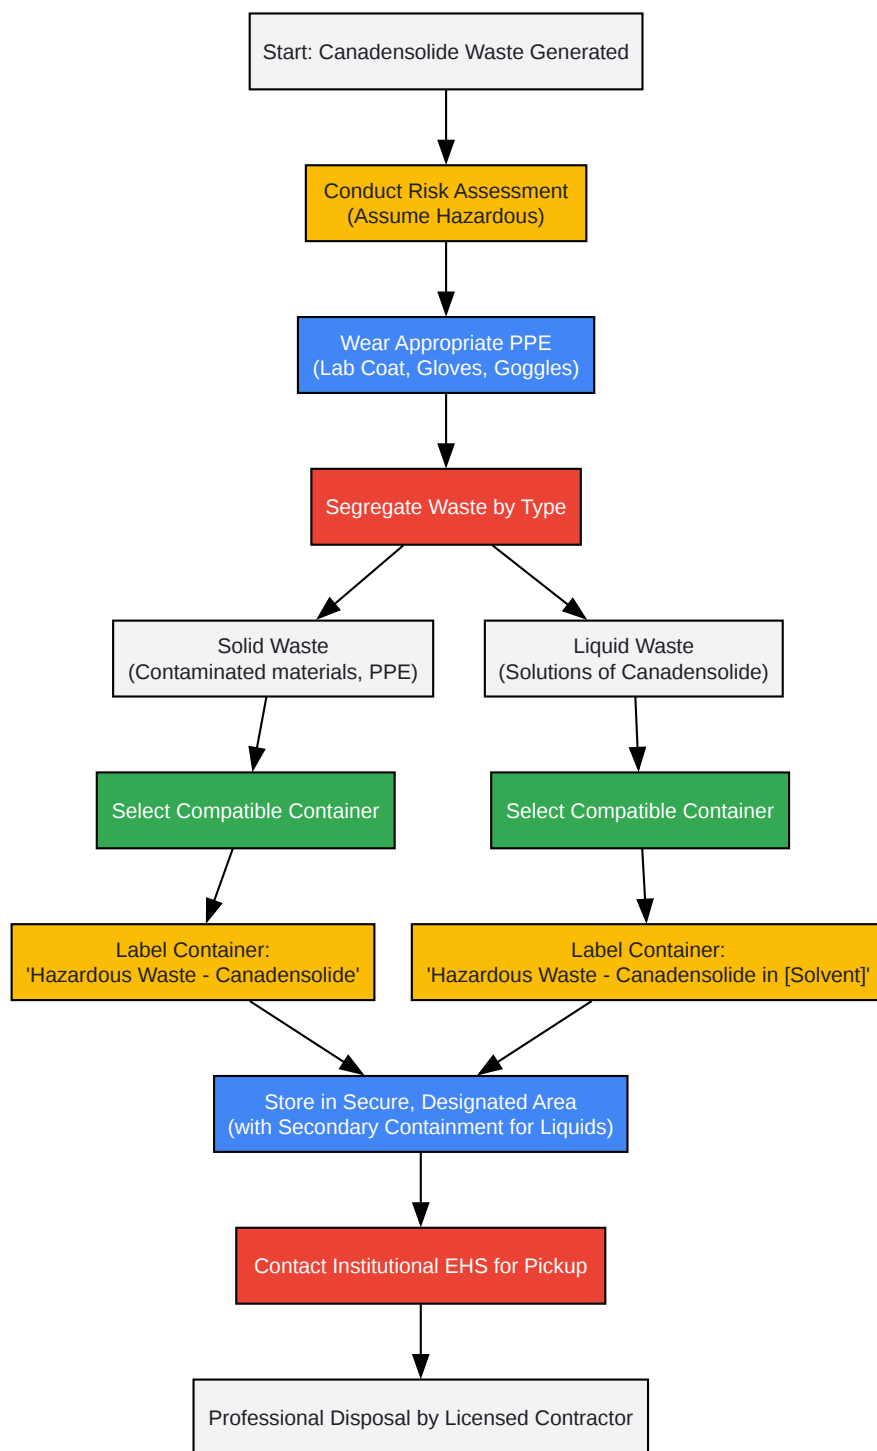 Start: Canadensolide Waste Generated
Conduct Risk Assessment
(Assume Hazardous)
Wear Appropriate PPE
(Lab Coat, Gloves, Goggles)
Segregate Waste by Type
Solid Waste
(Contaminated materials, PPE)
Liquid Waste
(Solutions of Canadensolide)
Select Compatible Container
Select Compatible Container
Label Container:
'Hazardous Waste - Canadensolide'
Label Container:
'Hazardous Waste - Canadensolide in [Solvent]'
Store in Secure, Designated Area
(with Secondary Containment for Liquids)
Contact Institutional EHS for Pickup
Professional Disposal by Licensed Contractor